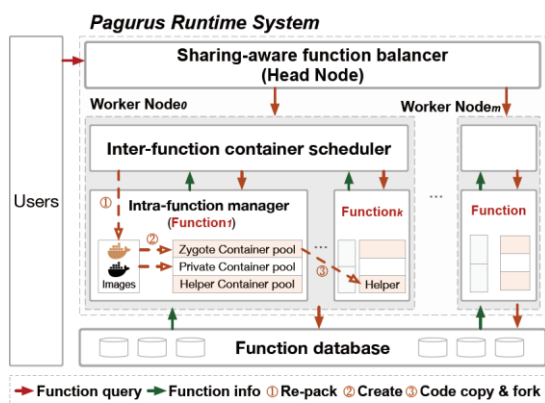 Pagurus Runtime System
Users
Sharing-aware function balancer
(Head Node)
Worker Node0
Worker Nodem
Inter-function container scheduler
①
Intra-function manager
(Function1)
②
Images
Zygote Container pool
Private Container pool
Helper Container pool
...
③
Functionk
Helper
...
Function
Function database
Function query Function info ① Re-pack ② Create ③ Code copy & fork